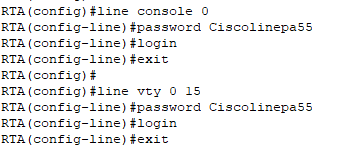 RTA(config)#line console 0
RTA(config-line)#password Ciscolinepa55
RTA(config-line)#login
RTA(config-line)#exit
RTA(config)#
RTA(config)#line vty 0 15
RTA(config-line)#password Ciscolinepa55
RTA(config-line)#login
RTA(config-line)#exit